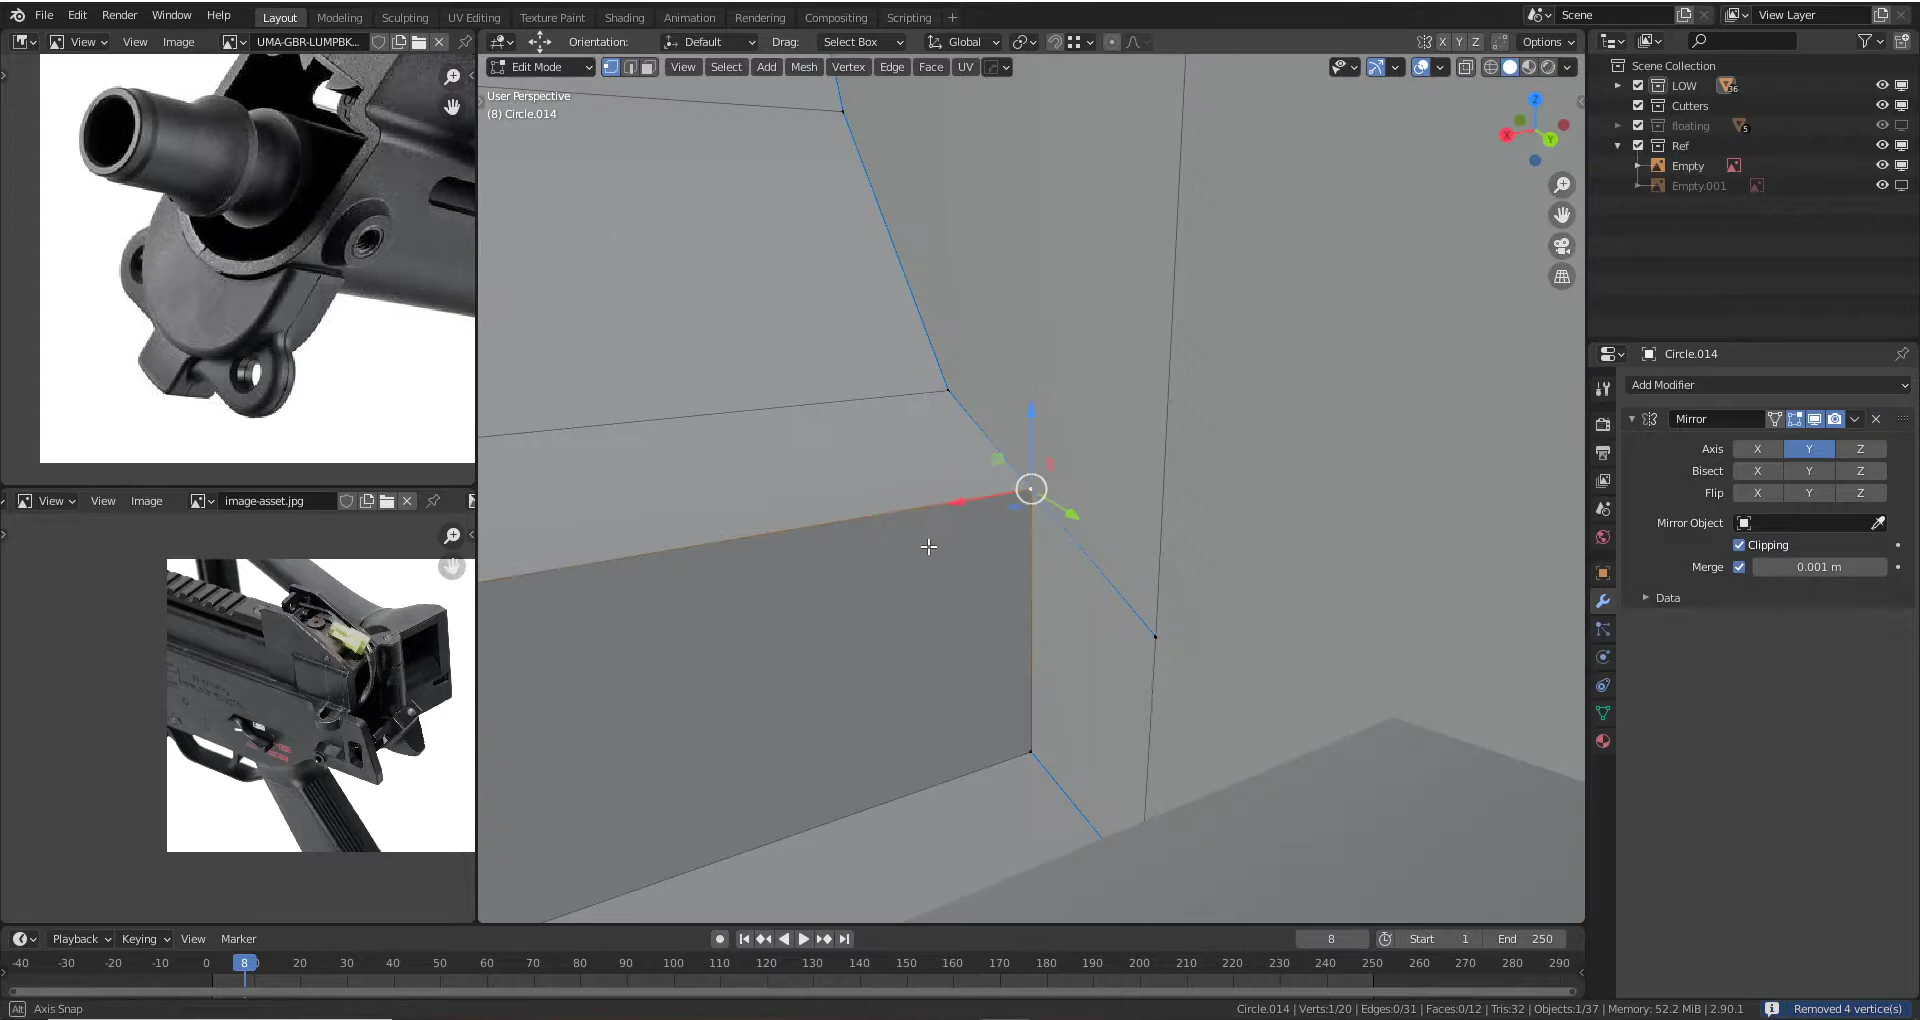 File Edit Render Window Help Layout Modeling Sculpting UV Editing Texture Paint Shading Animation Rendering Compositing Scripting + Scene View Layer
View View Image UMA-GBR-LUMPBK... Orientation: Default Drag: Select Box Global X Y Z Options
Edit Mode View Select Add Mesh Vertex Edge Face UV
User Perspective
(8) Circle.014
Z
X
Y
Scene Collection
LOW 36
Cutters
floating 5
Ref
Empty
Empty.001
Circle.014
Add Modifier
Mirror
Axis X Y Z
Bisect X Y Z
Flip X Y Z
Mirror Object
Clipping
Merge 0.001 m
Data
View View Image image-asset.jpg
Playback Keying View Marker 8 Start 1 End 250
-40 -30 -20 -10 0 8 20 30 40 50 60 70 80 90 100 110 120 130 140 150 160 170 180 190 200 210 220 230 240 250 260 270 280 290
Alt Axis Snap Circle.014 | Verts:1/20 | Edges:0/31 | Faces:0/12 | Tris:32 | Objects:1/37 | Memory: 52.2 MiB | 2.90.1 Removed 4 vertice(s)